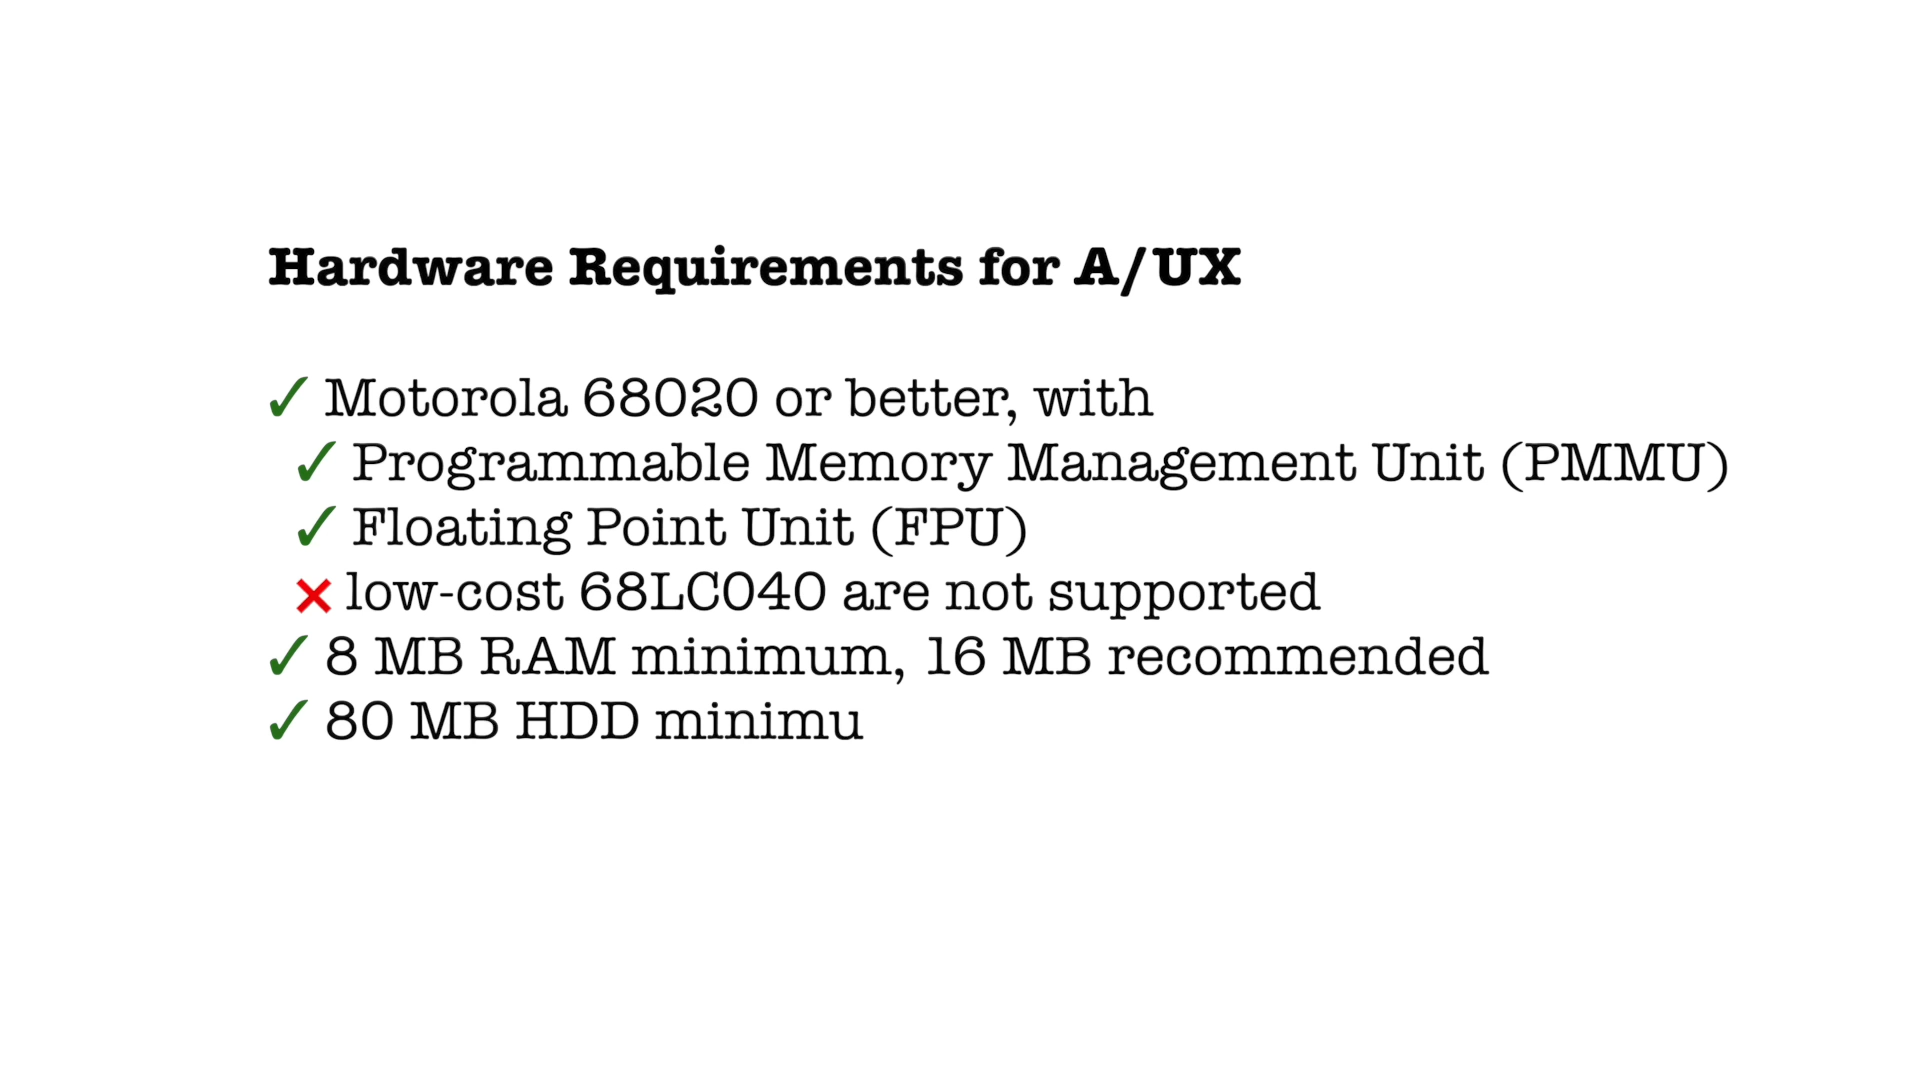 Hardware Requirements for A/UX
✓ Motorola 68020 or better, with
✓ Programmable Memory Management Unit (PMMU)
✓ Floating Point Unit (FPU)
✕ low-cost 68LC040 are not supported
✓ 8 MB RAM minimum, 16 MB recommended
✓ 80 MB HDD minimu